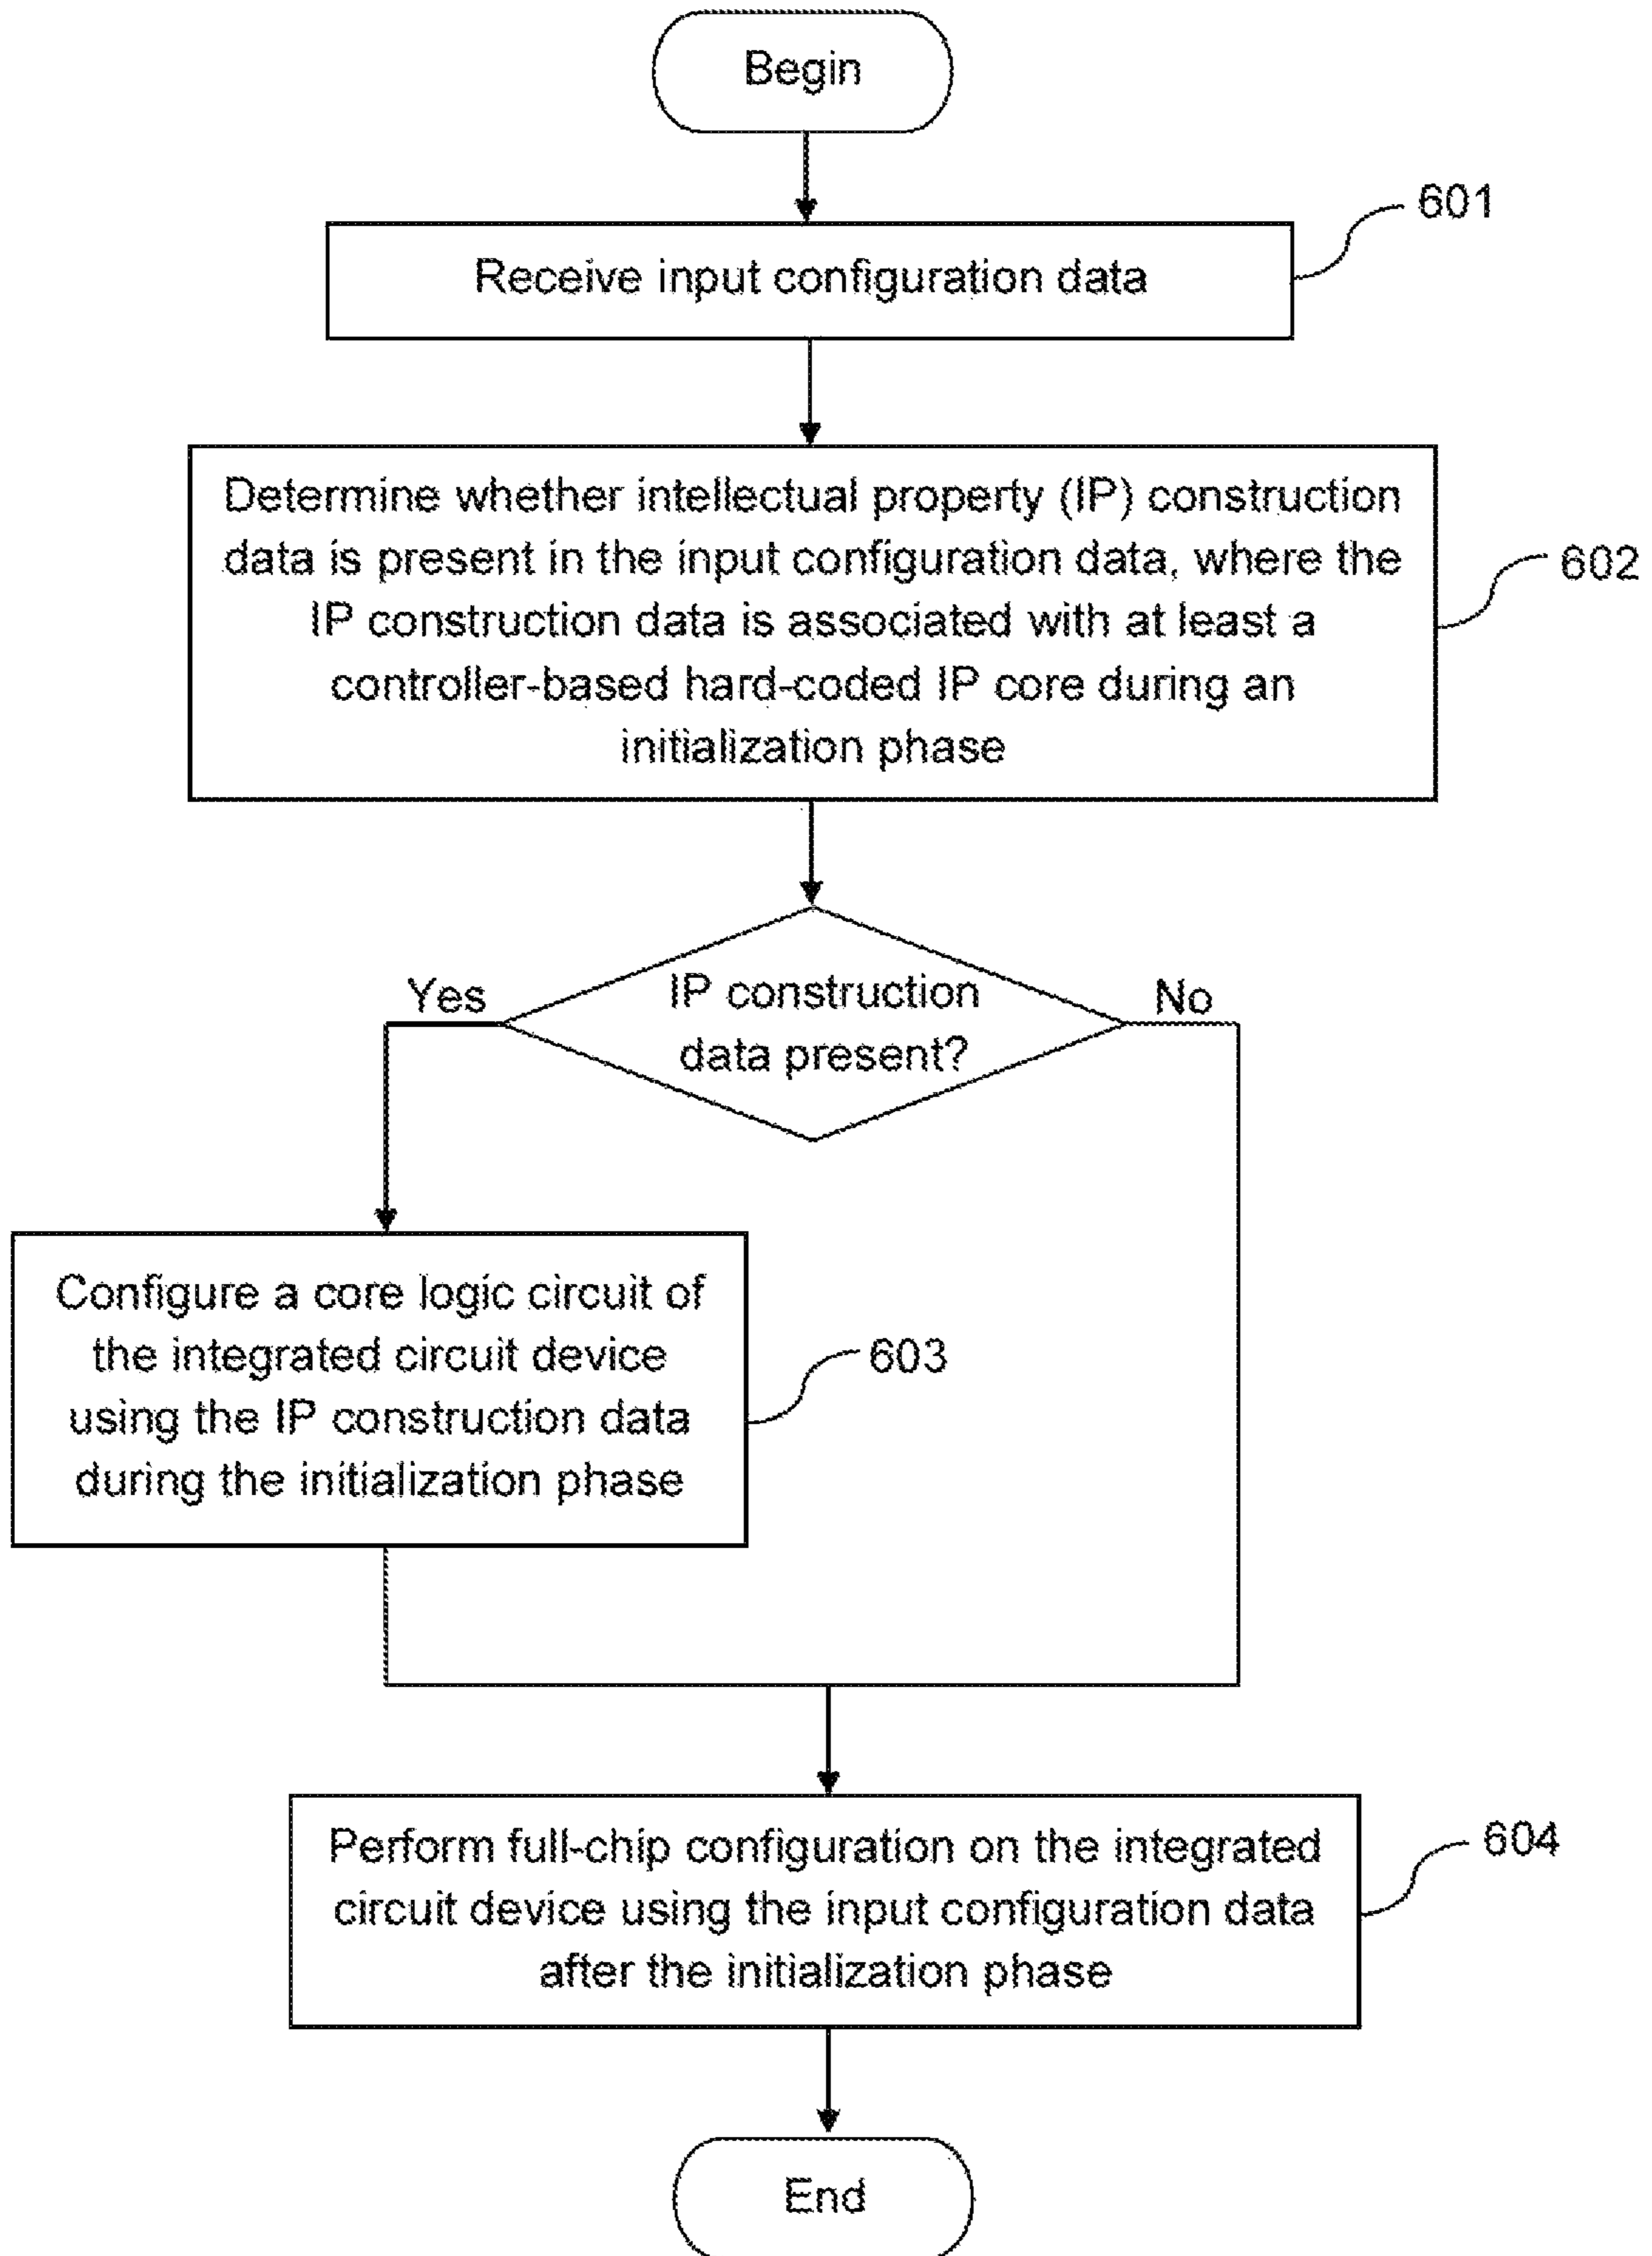 Begin
601
Receive input configuration data
Determine whether intellectual property (IP) construction
data is present in the input configuration data, where the
IP construction data is associated with at least a
controller-based hard-coded IP core during an
initialization phase
602
Yes
IP construction
data present?
No
Configure a core logic circuit of
the integrated circuit device
using the IP construction data
during the initialization phase
603
Perform full-chip configuration on the integrated
circuit device using the input configuration data
after the initialization phase
604
End